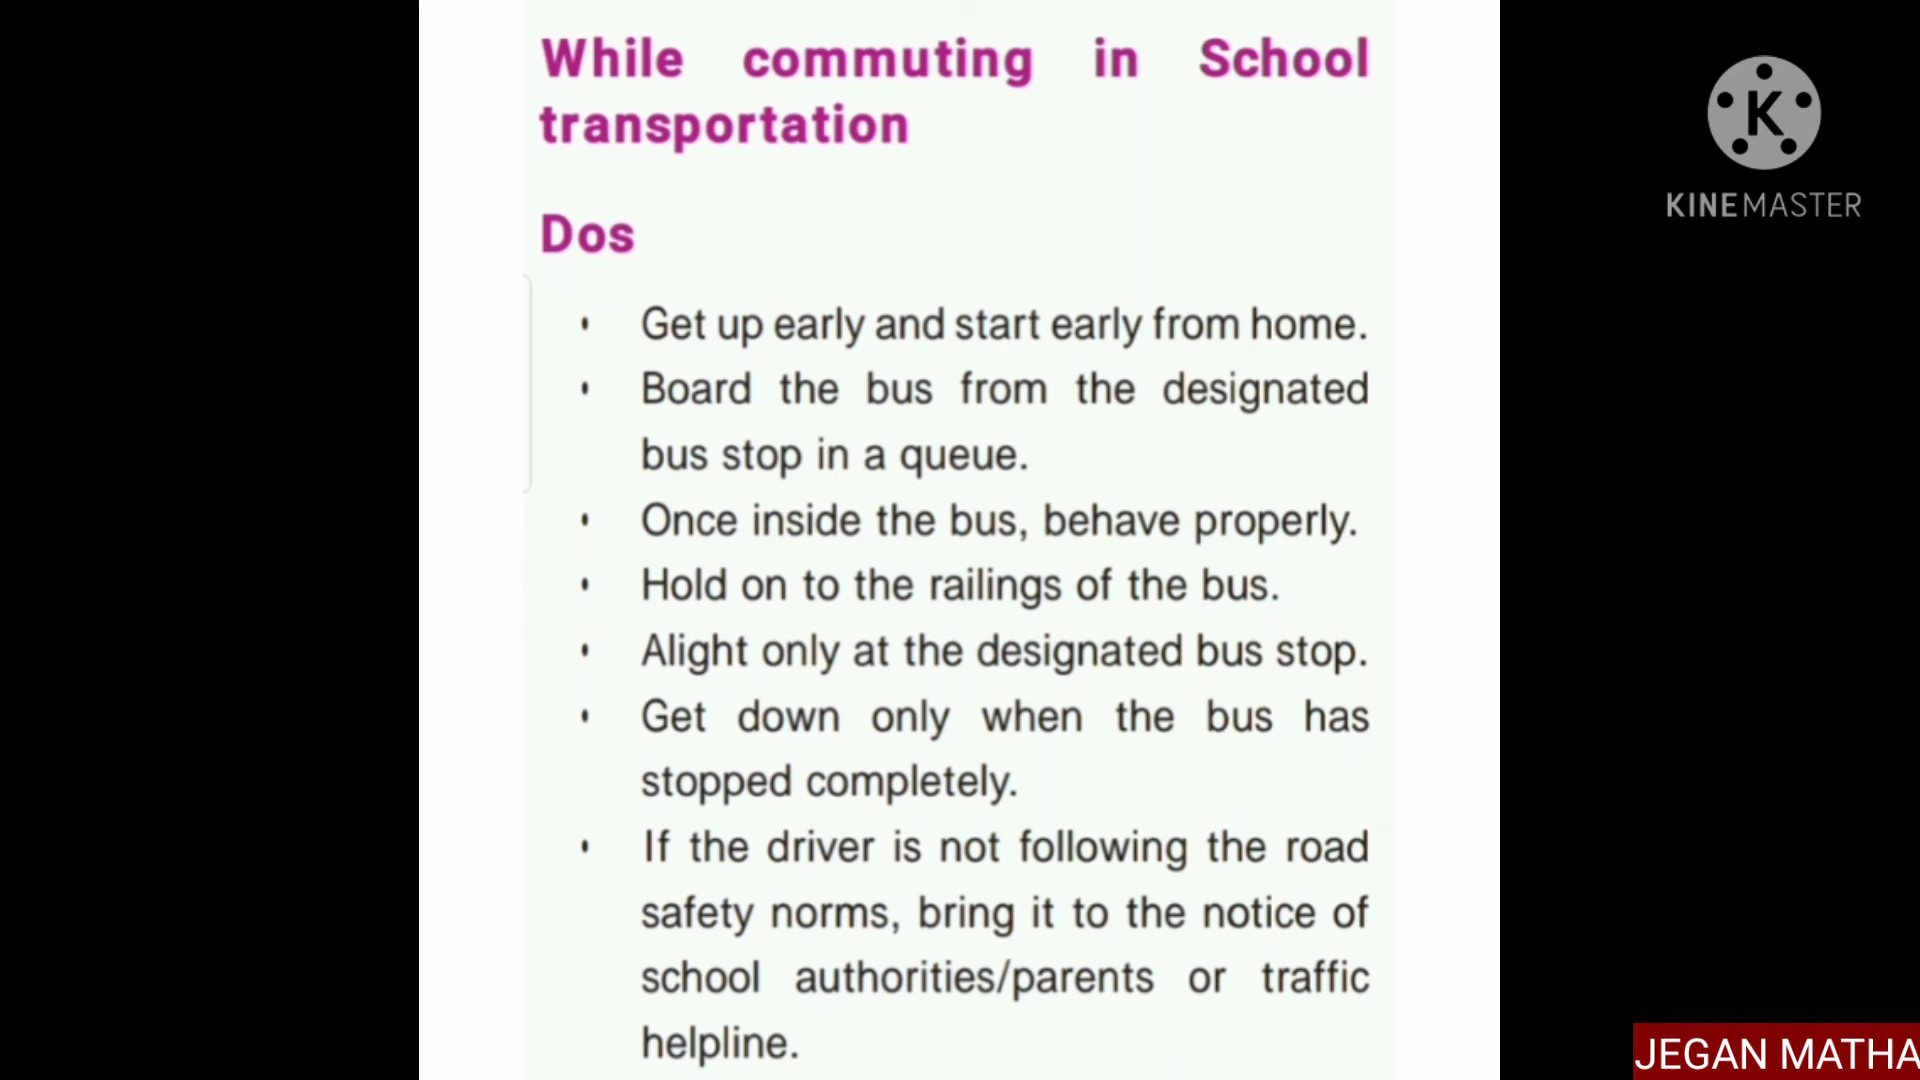 While commuting in School
transportation
Dos
• Get up early and start early from home.
• Board the bus from the designated
bus stop in a queue.
• Once inside the bus, behave properly.
• Hold on to the railings of the bus.
• Alight only at the designated bus stop.
• Get down only when the bus has
stopped completely.
• If the driver is not following the road
safety norms, bring it to the notice of
school authorities/parents or traffic
helpline.
K
KINEMASTER
JEGAN MATHA